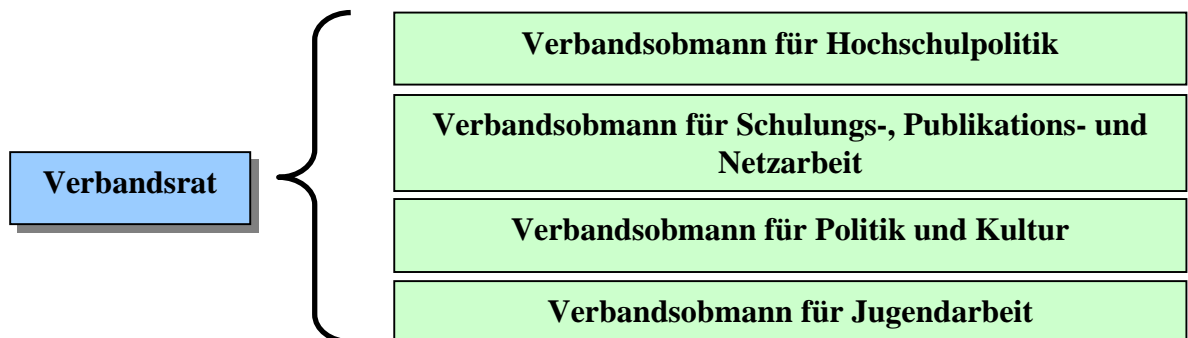 Verbandsobmann für Hochschulpolitik
Verbandsobmann für Schulungs-, Publikations- und
Netzarbeit
Verbandsrat
Verbandsobmann für Politik und Kultur
Verbandsobmann für Jugendarbeit